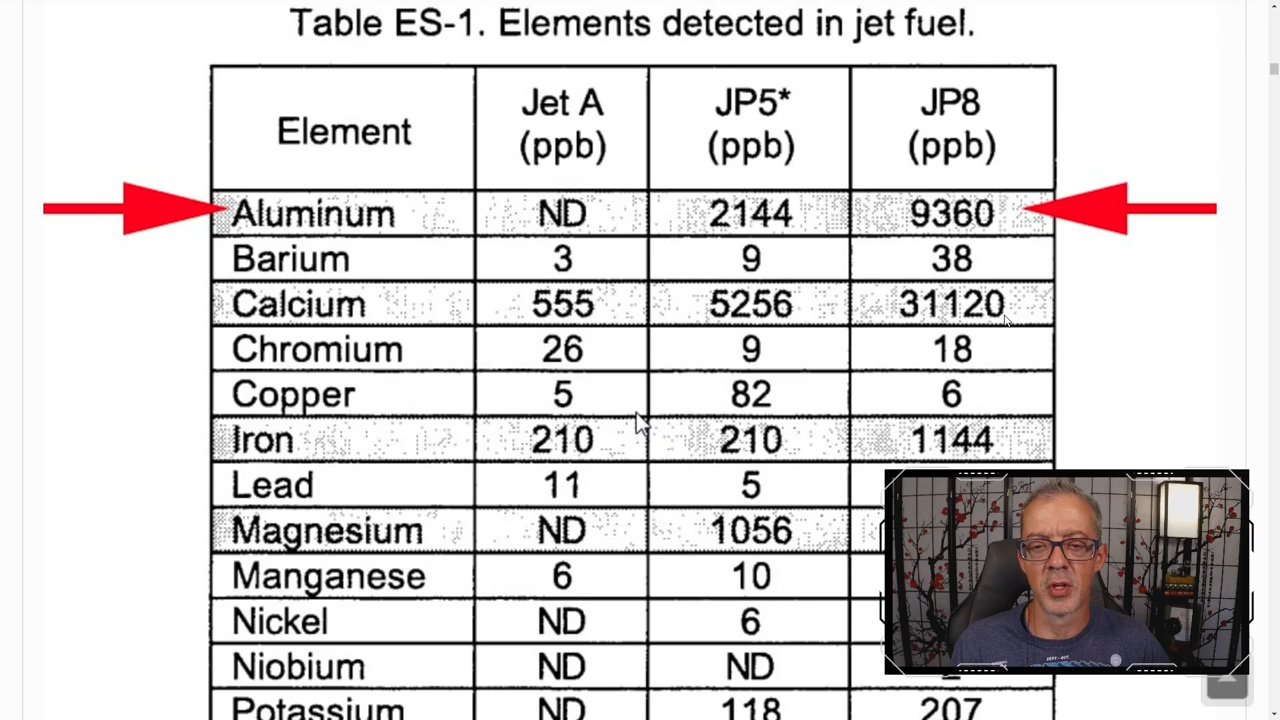 Table ES-1. Elements detected in jet fuel.
Element Jet A (ppb) JP5* (ppb) JP8 (ppb)
Aluminum ND 2144 9360
Barium 3 9 38
Calcium 555 5256 31120
Chromium 26 9 18
Copper 5 82 6
Iron 210 210 1144
Lead 11 5
Magnesium ND 1056
Manganese 6 10
Nickel ND 6
Niobium ND ND
Potassium ND 118 207